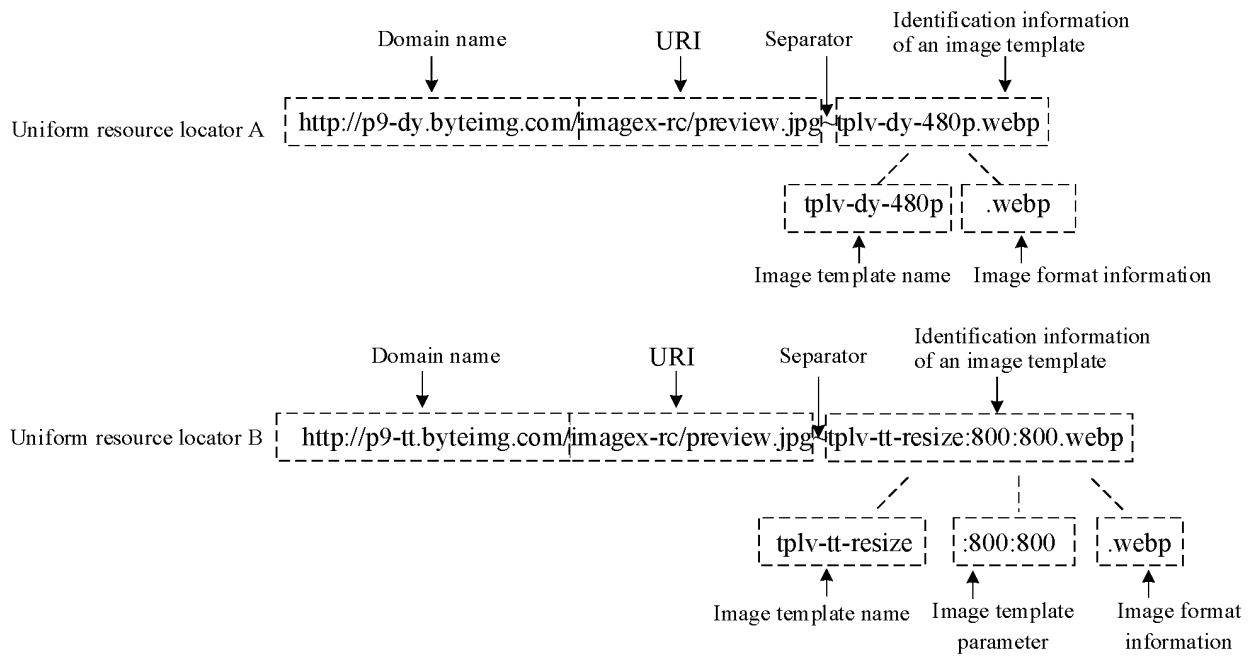 Domain name
URI
Separator
Identification information
of an image template
Uniform resource locator A
http://p9-dy.byteimg.com/imagex-rc/preview.jpg~tplv-dy-480p.webp
tplv-dy-480p
.webp
Image template name
Image format information
Domain name
URI
Separator
Identification information
of an image template
Uniform resource locator B
http://p9-tt.byteimg.com/imagex-rc/preview.jpg~tplv-tt-resize:800:800.webp
tplv-tt-resize
:800:800
.webp
Image template name
Image template
parameter
Image format
information